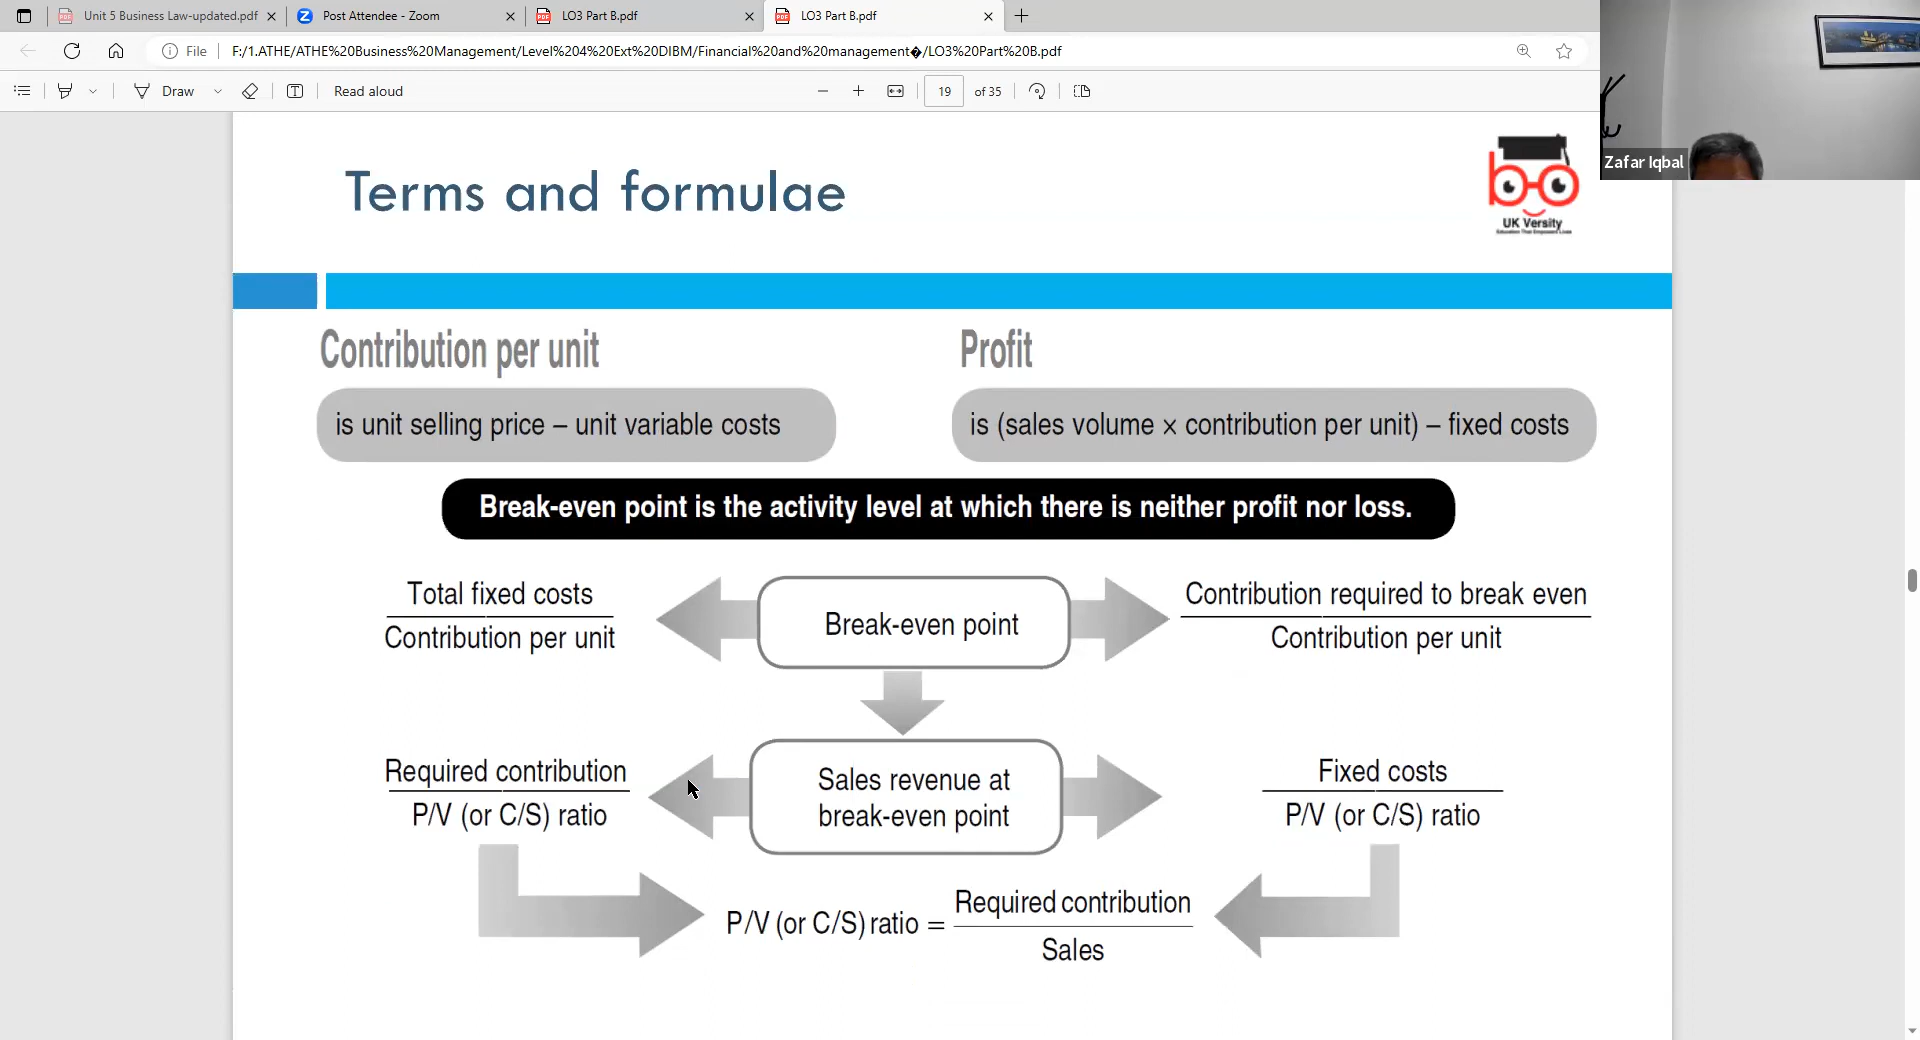 Unit 5 Business Law-updated.pdf
Post Attendee - Zoom
LO3 Part B.pdf
LO3 Part B.pdf
File
F:/1.ATHE/ATHE%20Business%20Management/Level%204%20Ext%20DIBM/Financial%20and%20management�/LO3%20Part%20B.pdf
Draw
Read aloud
19 of 35
Zafar Iqbal
Terms and formulae
UK Versity
Education That Empowers Lives
Contribution per unit
Profit
is unit selling price – unit variable costs
is (sales volume × contribution per unit) – fixed costs
Break-even point is the activity level at which there is neither profit nor loss.
Total fixed costs
Contribution per unit
Break-even point
Contribution required to break even
Contribution per unit
Required contribution
P/V (or C/S) ratio
Sales revenue at
break-even point
Fixed costs
P/V (or C/S) ratio
P/V (or C/S) ratio =
Required contribution
Sales